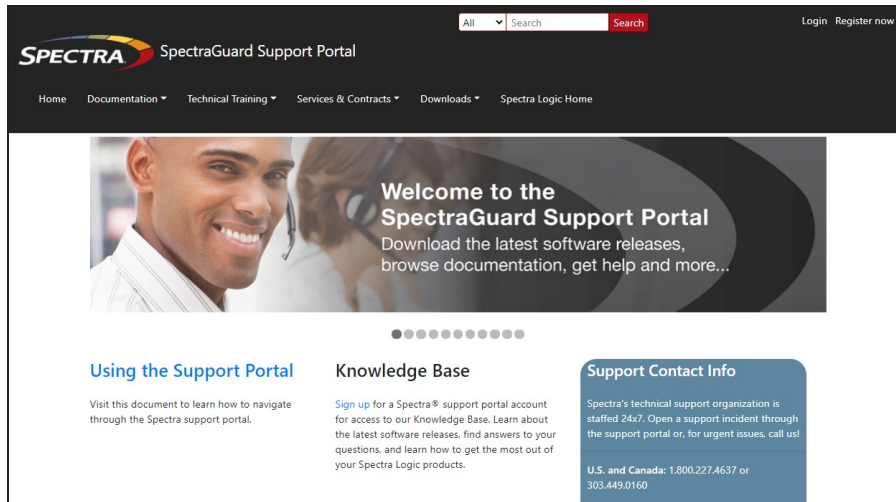 All
Search
Search
Login Register now
SPECTRA
SpectraGuard Support Portal
Home Documentation Technical Training Services & Contracts Downloads Spectra Logic Home
Welcome to the
SpectraGuard Support Portal
Download the latest software releases,
browse documentation, get help and more...
Using the Support Portal
Visit this document to learn how to navigate
through the Spectra support portal.
Knowledge Base
Sign up for a Spectra® support portal account
for access to our Knowledge Base. Learn about
the latest software releases, find answers to your
questions, and learn how to get the most out of
your Spectra Logic products.
Support Contact Info
Spectra's technical support organization is
staffed 24x7. Open a support incident through
the support portal or, for urgent issues, call us!
U.S. and Canada: 1.800.227.4637 or
303.449.0160